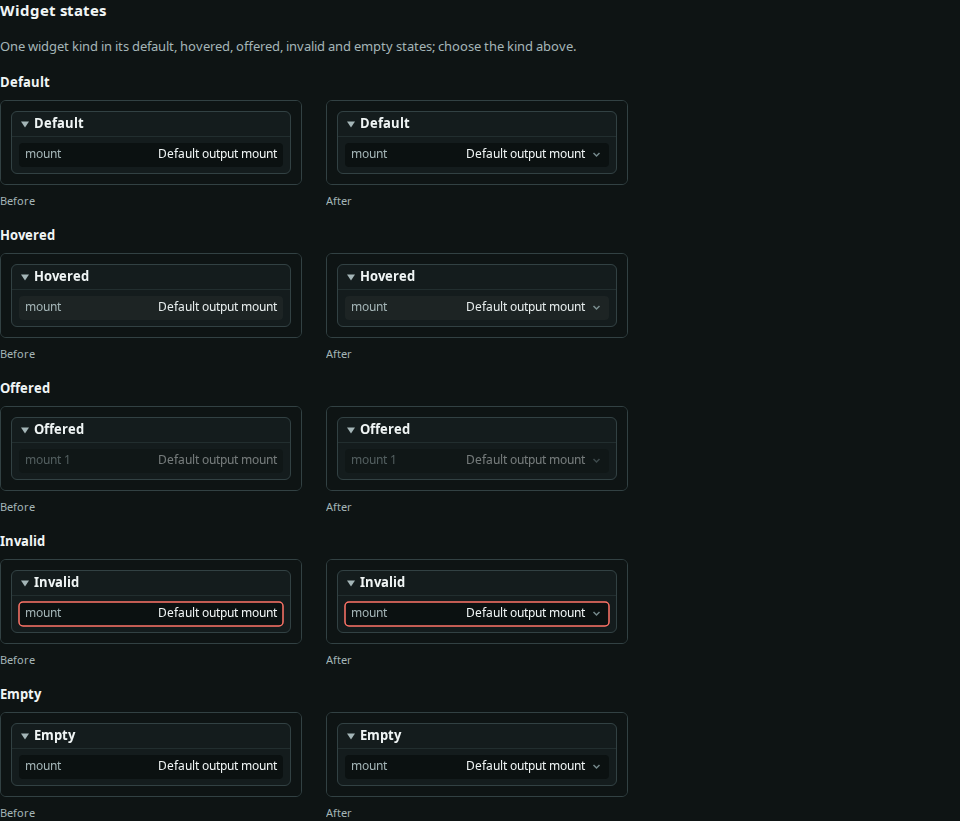 Widget states
One widget kind in its default, hovered, offered, invalid and empty states; choose the kind above.
Default
Default
mount Default output mount
Before
Default
mount Default output mount
After
Hovered
Hovered
mount Default output mount
Before
Hovered
mount Default output mount
After
Offered
Offered
mount 1 Default output mount
Before
Offered
mount 1 Default output mount
After
Invalid
Invalid
mount Default output mount
Before
Invalid
mount Default output mount
After
Empty
Empty
mount Default output mount
Before
Empty
mount Default output mount
After